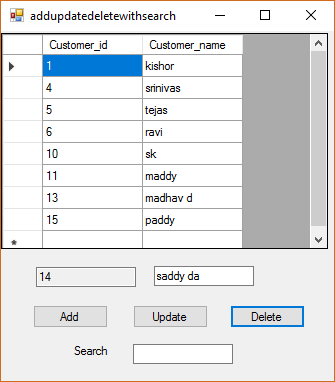 addupdatedeletewithsearch
Customer_id Customer_name
1 kishor
4 srinivas
5 tejas
6 ravi
10 sk
11 maddy
13 madhav d
15 paddy
14 saddy da
Add Update Delete
Search